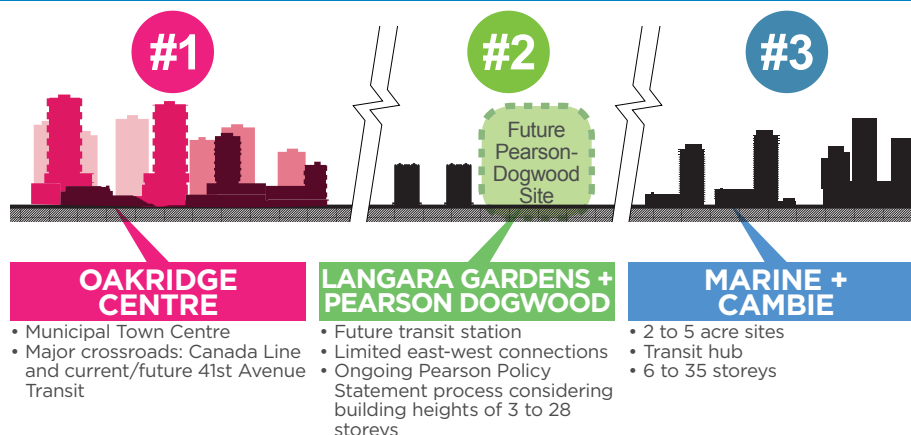 #1
#2
#3
Future
Pearson-
Dogwood
Site
OAKRIDGE
CENTRE
• Municipal Town Centre
• Major crossroads: Canada Line
and current/future 41st Avenue
Transit
LANGARA GARDENS +
PEARSON DOGWOOD
• Future transit station
• Limited east-west connections
• Ongoing Pearson Policy
Statement process considering
building heights of 3 to 28
storeys
MARINE +
CAMBIE
• 2 to 5 acre sites
• Transit hub
• 6 to 35 storeys